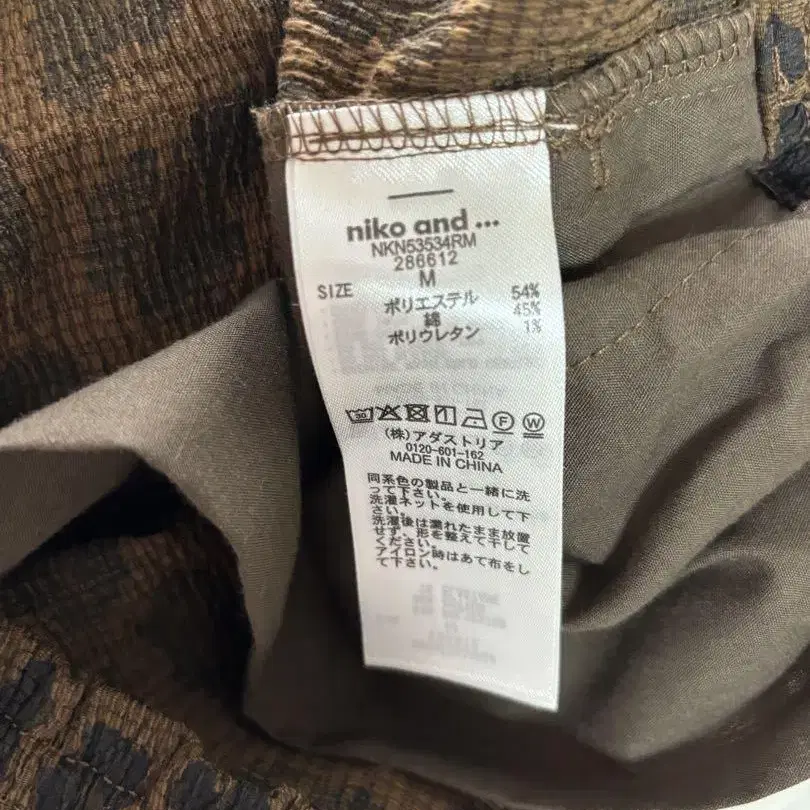 niko and ...
NKN53534RM
286612
SIZE M
ポリエステル 54%
綿 45%
ポリウレタン 1%
30 F W
(株)アダストリア
0120-601-162
MADE IN CHINA
同系色の製品と一緒に洗
って下さい。
洗濯ネットを使用して下
さい。
洗濯後は濡れたまま放置
せず、形を整えて干して
ください。
アイロン時はあて布をし
て下さい。